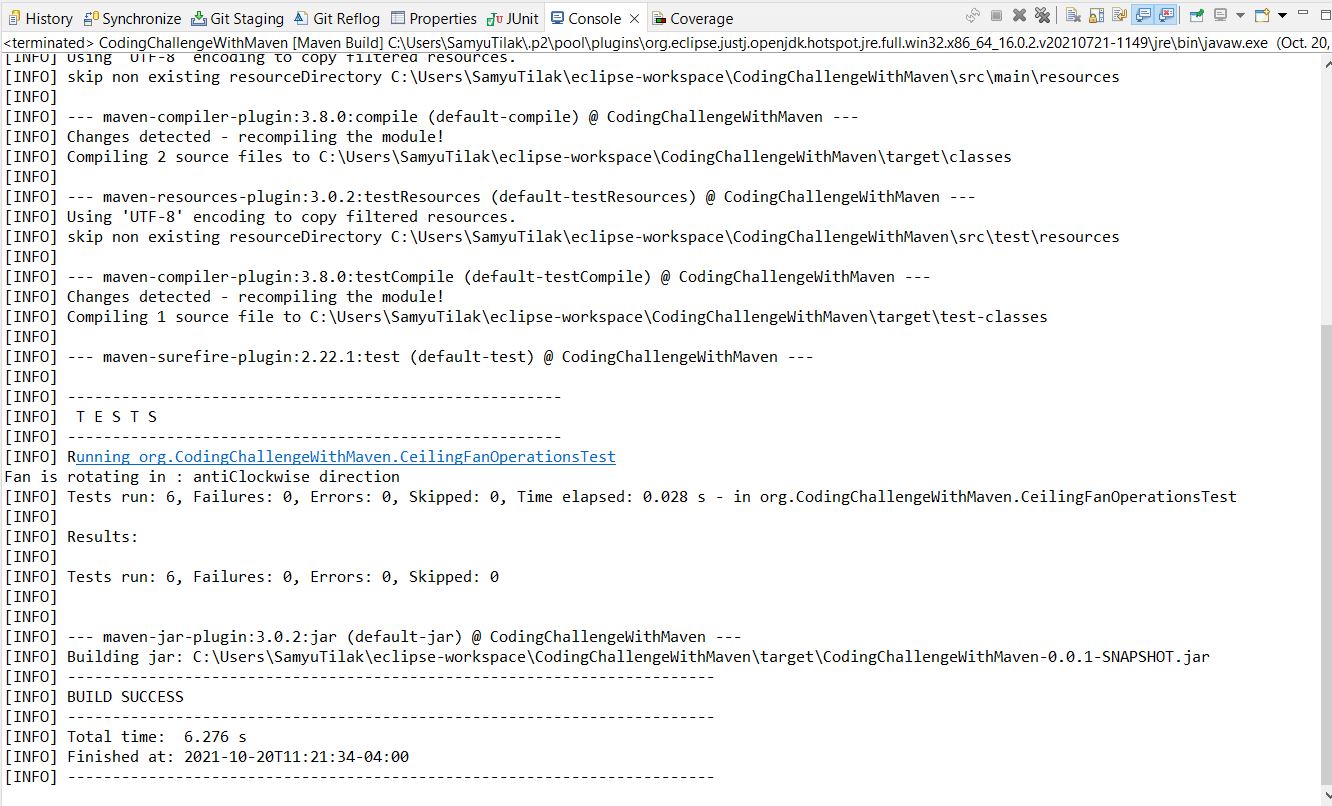 History Synchronize Git Staging Git Reflog Properties JUnit Console Coverage
<terminated> CodingChallengeWithMaven [Maven Build] C:\Users\SamyuTilak\.p2\pool\plugins\org.eclipse.justj.openjdk.hotspot.jre.full.win32.x86_64_16.0.2.v20210721-1149\jre\bin\javaw.exe (Oct. 20,
[INFO] Using 'UTF-8' encoding to copy filtered resources.
[INFO] skip non existing resourceDirectory C:\Users\SamyuTilak\eclipse-workspace\CodingChallengeWithMaven\src\main\resources
[INFO]
[INFO] --- maven-compiler-plugin:3.8.0:compile (default-compile) @ CodingChallengeWithMaven ---
[INFO] Changes detected - recompiling the module!
[INFO] Compiling 2 source files to C:\Users\SamyuTilak\eclipse-workspace\CodingChallengeWithMaven\target\classes
[INFO]
[INFO] --- maven-resources-plugin:3.0.2:testResources (default-testResources) @ CodingChallengeWithMaven ---
[INFO] Using 'UTF-8' encoding to copy filtered resources.
[INFO] skip non existing resourceDirectory C:\Users\SamyuTilak\eclipse-workspace\CodingChallengeWithMaven\src\test\resources
[INFO]
[INFO] --- maven-compiler-plugin:3.8.0:testCompile (default-testCompile) @ CodingChallengeWithMaven ---
[INFO] Changes detected - recompiling the module!
[INFO] Compiling 1 source file to C:\Users\SamyuTilak\eclipse-workspace\CodingChallengeWithMaven\target\test-classes
[INFO]
[INFO] --- maven-surefire-plugin:2.22.1:test (default-test) @ CodingChallengeWithMaven ---
[INFO]
[INFO] -------------------------------------------------------
[INFO]  T E S T S
[INFO] -------------------------------------------------------
[INFO] Running org.CodingChallengeWithMaven.CeilingFanOperationsTest
Fan is rotating in : antiClockwise direction
[INFO] Tests run: 6, Failures: 0, Errors: 0, Skipped: 0, Time elapsed: 0.028 s - in org.CodingChallengeWithMaven.CeilingFanOperationsTest
[INFO]
[INFO] Results:
[INFO]
[INFO] Tests run: 6, Failures: 0, Errors: 0, Skipped: 0
[INFO]
[INFO]
[INFO] --- maven-jar-plugin:3.0.2:jar (default-jar) @ CodingChallengeWithMaven ---
[INFO] Building jar: C:\Users\SamyuTilak\eclipse-workspace\CodingChallengeWithMaven\target\CodingChallengeWithMaven-0.0.1-SNAPSHOT.jar
[INFO] ------------------------------------------------------------------------
[INFO] BUILD SUCCESS
[INFO] ------------------------------------------------------------------------
[INFO] Total time:  6.276 s
[INFO] Finished at: 2021-10-20T11:21:34-04:00
[INFO] ------------------------------------------------------------------------